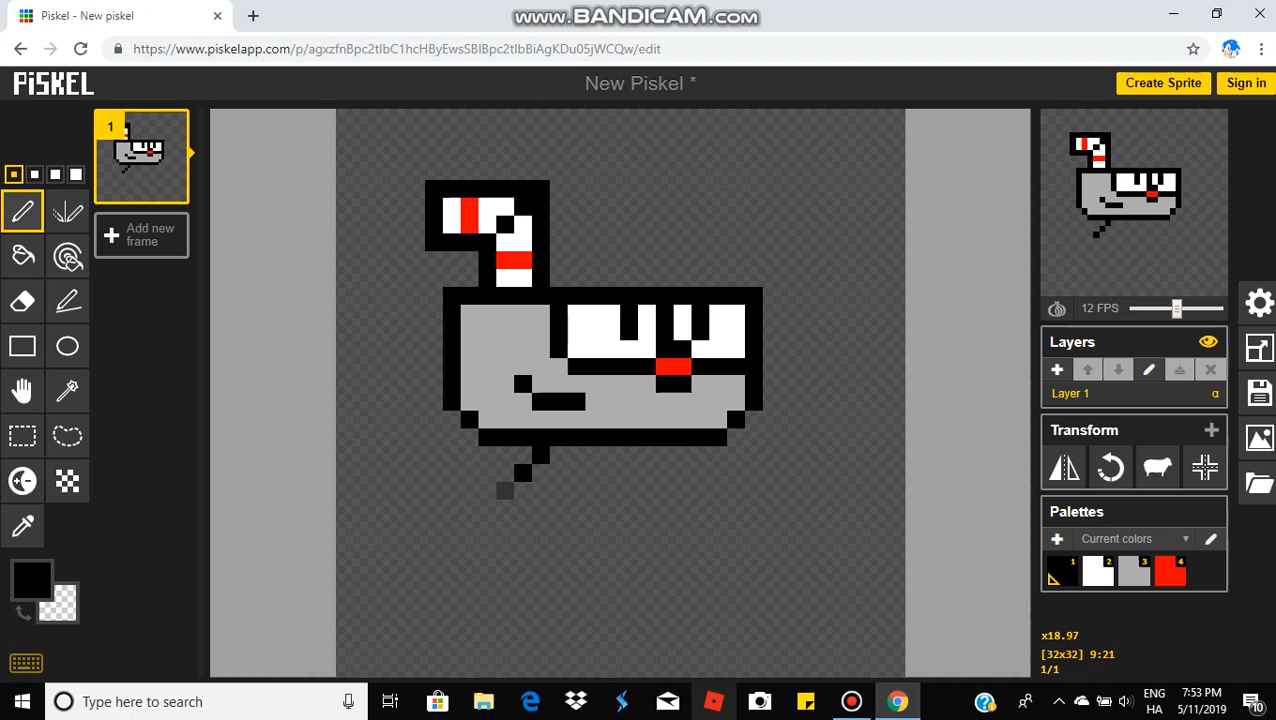 Piskel - New piskel
www.BANDICAM.com
https://www.piskelapp.com/p/agxzfnBpc2tlbC1hcHByEwsSBlBpc2tlbBiAgKDu05jWCQw/edit
PiSKEL
New Piskel *
Create Sprite
Sign in
1
Add new
frame
12 FPS
Layers
Layer 1
α
Transform
Palettes
Current colors
1
2
3
4
x18.97
[32x32] 9:21
1/1
Type here to search
ENG
HA
7:53 PM
5/11/2019
10